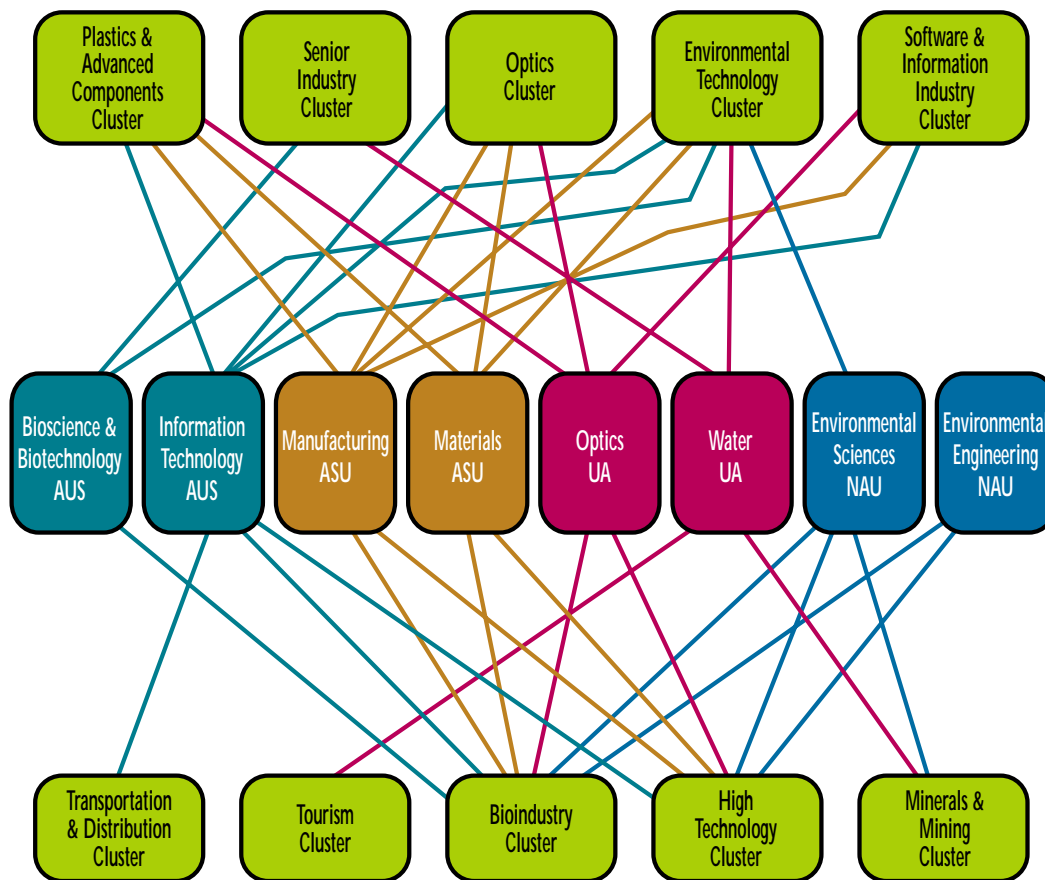 Plastics &
Advanced
Components
Cluster
Senior
Industry
Cluster
Optics
Cluster
Environmental
Technology
Cluster
Software &
Information
Industry
Cluster
Bioscience &
Biotechnology
AUS
Information
Technology
AUS
Manufacturing
ASU
Materials
ASU
Optics
UA
Water
UA
Environmental
Sciences
NAU
Environmental
Engineering
NAU
Transportation
& Distribution
Cluster
Tourism
Cluster
Bioindustry
Cluster
High
Technology
Cluster
Minerals &
Mining
Cluster